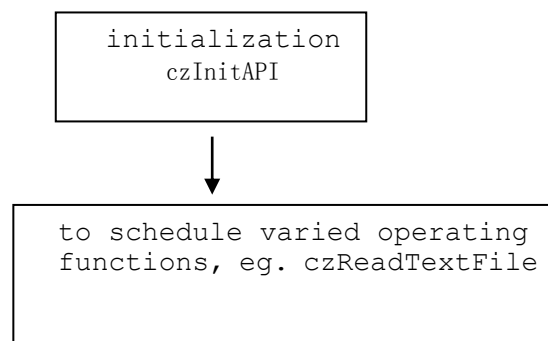 initialization
czInitAPI
to schedule varied operating
functions, eg. czReadTextFile